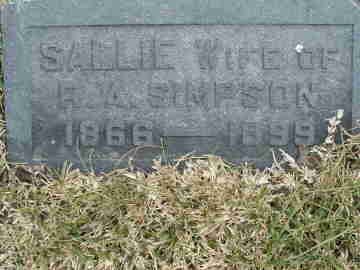 SALLIE WIFE OF
R. A. SIMPSON
1866 — 1899